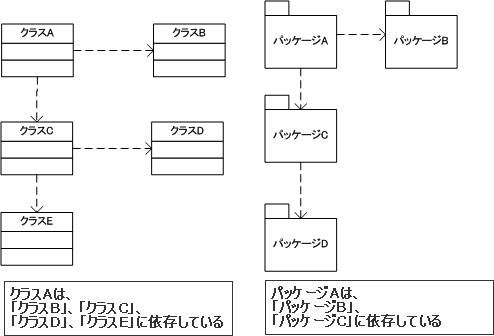 クラスA
クラスB
パッケージA
パッケージB
クラスC
クラスD
パッケージC
クラスE
パッケージD
クラスAは、
「クラスB」、「クラスC」、
「クラスD」、「クラスE」に依存している
パッケージAは、
「パッケージB」、
「パッケージC」に依存している